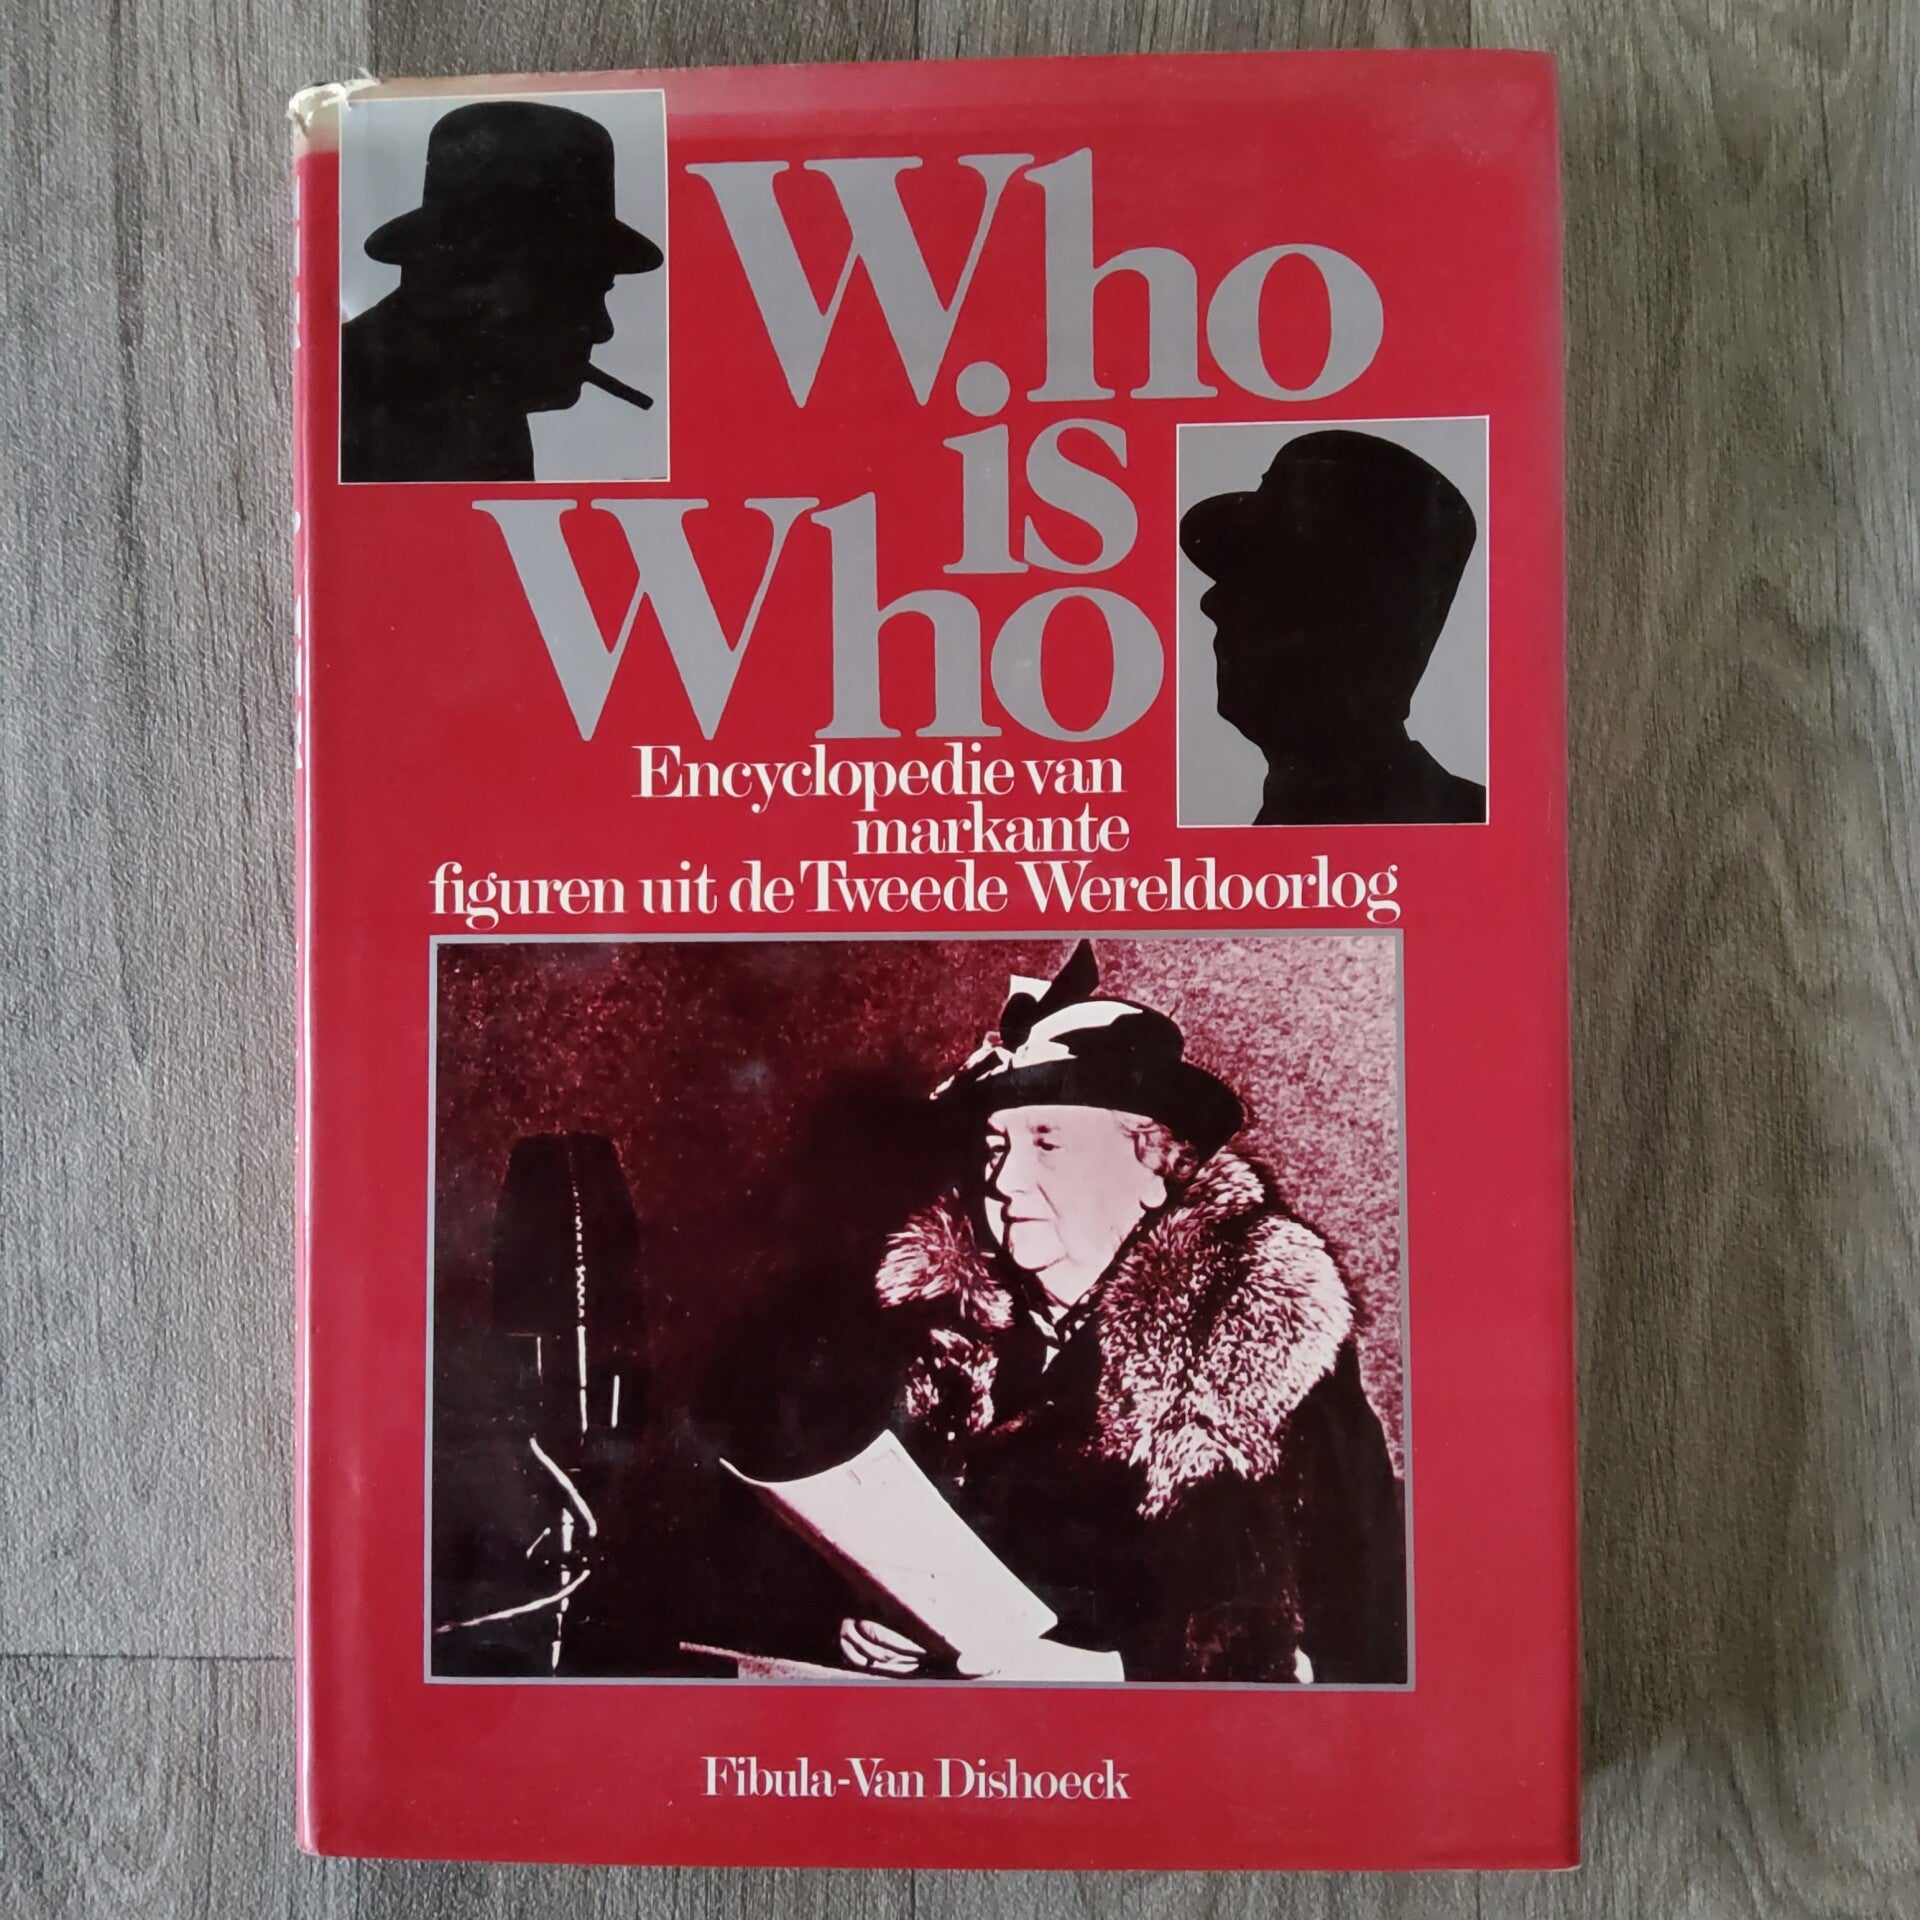 Who
is
Who
Encyclopedie van
markante
figuren uit de Tweede Wereldoorlog
Fibula-Van Dishoeck